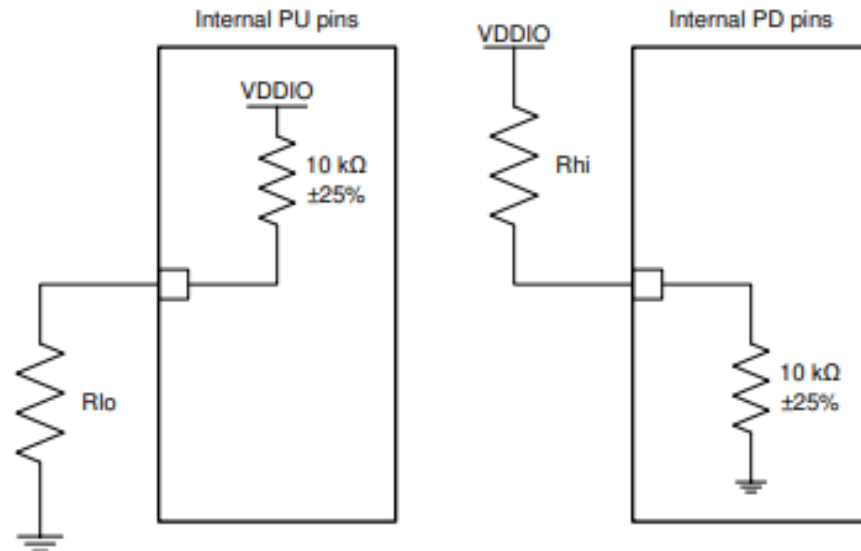 Internal PU pins
VDDIO
10 kΩ
±25%
Rlo
Internal PD pins
VDDIO
Rhi
10 kΩ
±25%